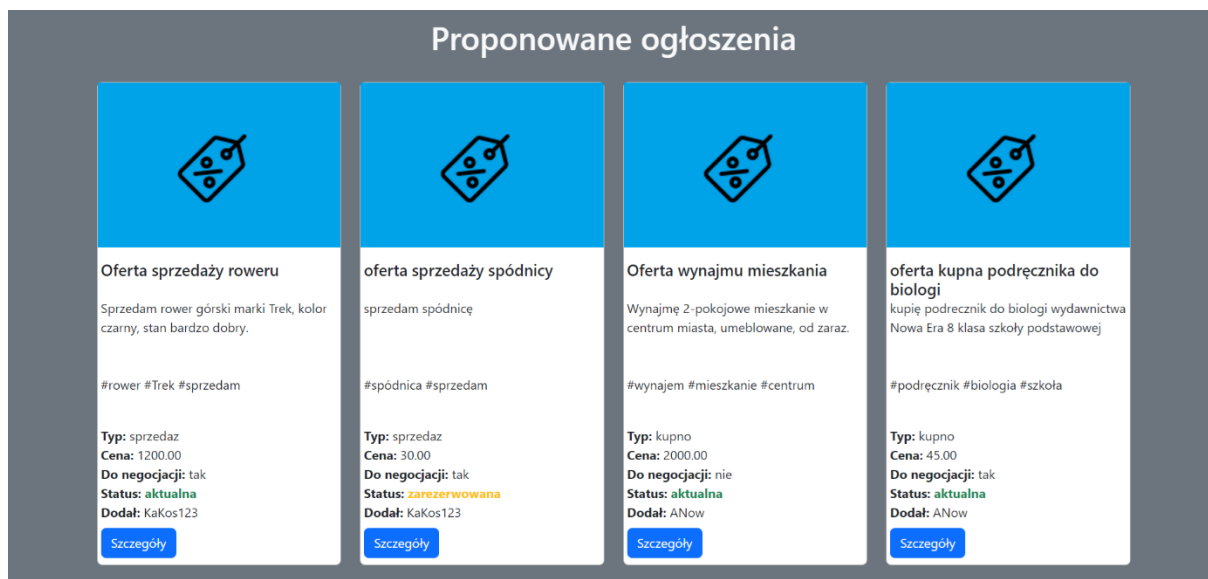 Proponowane ogłoszenia
Oferta sprzedaży roweru
Sprzedam rower górski marki Trek, kolor
czarny, stan bardzo dobry.
#rower #Trek #sprzedam
Typ: sprzedaz
Cena: 1200.00
Do negocjacji: tak
Status: aktualna
Dodał: KaKos123
Szczegóły
oferta sprzedaży spódnicy
sprzedam spódnicę
#spódnica #sprzedam
Typ: sprzedaz
Cena: 30.00
Do negocjacji: tak
Status: zarezerwowana
Dodał: KaKos123
Szczegóły
Oferta wynajmu mieszkania
Wynajmę 2-pokojowe mieszkanie w
centrum miasta, umeblowane, od zaraz.
#wynajem #mieszkanie #centrum
Typ: kupno
Cena: 2000.00
Do negocjacji: nie
Status: aktualna
Dodał: ANow
Szczegóły
oferta kupna podręcznika do
biologi
kupię podrecznik do biologi wydawnictwa
Nowa Era 8 klasa szkoły podstawowej
#podręcznik #biologia #szkoła
Typ: kupno
Cena: 45.00
Do negocjacji: tak
Status: aktualna
Dodał: ANow
Szczegóły